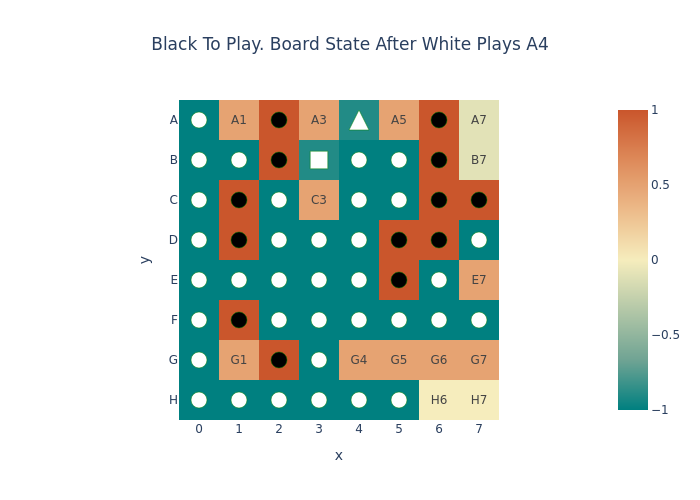 Black To Play. Board State After White Plays A4
A A1 A3 A5 A7 1
B B7
C C3 0.5
D
E E7 0
F −0.5
G G1 G4 G5 G6 G7
H H6 H7 −1
0 1 2 3 4 5 6 7
x
y